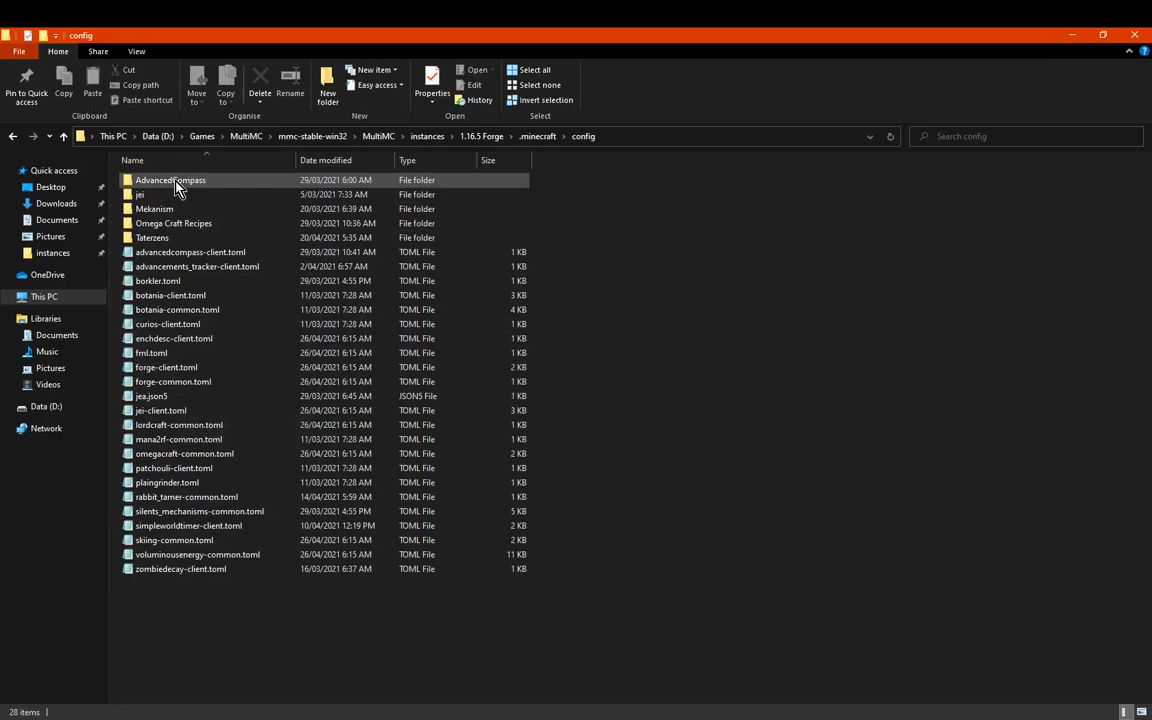 config
File Home Share View
Pin to Quick access
Copy
Paste
Cut
Copy path
Paste shortcut
Clipboard
Move to
Copy to
Delete
Rename
Organise
New folder
New item
Easy access
New
Properties
Open
Edit
History
Open
Select all
Select none
Invert selection
Select
This PC > Data (D:) > Games > MultiMC > mmc-stable-win32 > MultiMC > instances > 1.16.5 Forge > .minecraft > config
Search config
Quick access
Desktop
Downloads
Documents
Pictures
instances
OneDrive
This PC
Libraries
Documents
Music
Pictures
Videos
Data (D:)
Network
Name Date modified Type Size
AdvancedCompass 29/03/2021 6:00 AM File folder
jei 5/03/2021 7:33 AM File folder
Mekanism 20/03/2021 6:39 AM File folder
Omega Craft Recipes 29/03/2021 10:36 AM File folder
Taterzens 20/04/2021 5:35 AM File folder
advancedcompass-client.toml 29/03/2021 10:41 AM TOML File 1 KB
advancements_tracker-client.toml 2/04/2021 6:57 AM TOML File 1 KB
borkler.toml 29/03/2021 4:55 PM TOML File 1 KB
botania-client.toml 11/03/2021 7:28 AM TOML File 3 KB
botania-common.toml 11/03/2021 7:28 AM TOML File 4 KB
curios-client.toml 11/03/2021 7:28 AM TOML File 1 KB
enchdesc-client.toml 26/04/2021 6:15 AM TOML File 1 KB
fml.toml 26/04/2021 6:15 AM TOML File 1 KB
forge-client.toml 26/04/2021 6:15 AM TOML File 2 KB
forge-common.toml 26/04/2021 6:15 AM TOML File 1 KB
jea.json5 29/03/2021 6:45 AM JSON5 File 1 KB
jei-client.toml 26/04/2021 6:15 AM TOML File 3 KB
lordcraft-common.toml 26/04/2021 6:15 AM TOML File 1 KB
mana2rf-common.toml 11/03/2021 7:28 AM TOML File 1 KB
omegacraft-common.toml 26/04/2021 6:15 AM TOML File 2 KB
patchouli-client.toml 11/03/2021 7:28 AM TOML File 1 KB
plaingrinder.toml 11/03/2021 7:28 AM TOML File 1 KB
rabbit_tamer-common.toml 14/04/2021 5:59 AM TOML File 1 KB
silents_mechanisms-common.toml 29/03/2021 4:55 PM TOML File 5 KB
simpleworldtimer-client.toml 10/04/2021 12:19 PM TOML File 2 KB
skiing-common.toml 26/04/2021 6:15 AM TOML File 2 KB
voluminousenergy-common.toml 26/04/2021 6:15 AM TOML File 11 KB
zombiedecay-client.toml 16/03/2021 6:37 AM TOML File 1 KB
28 items